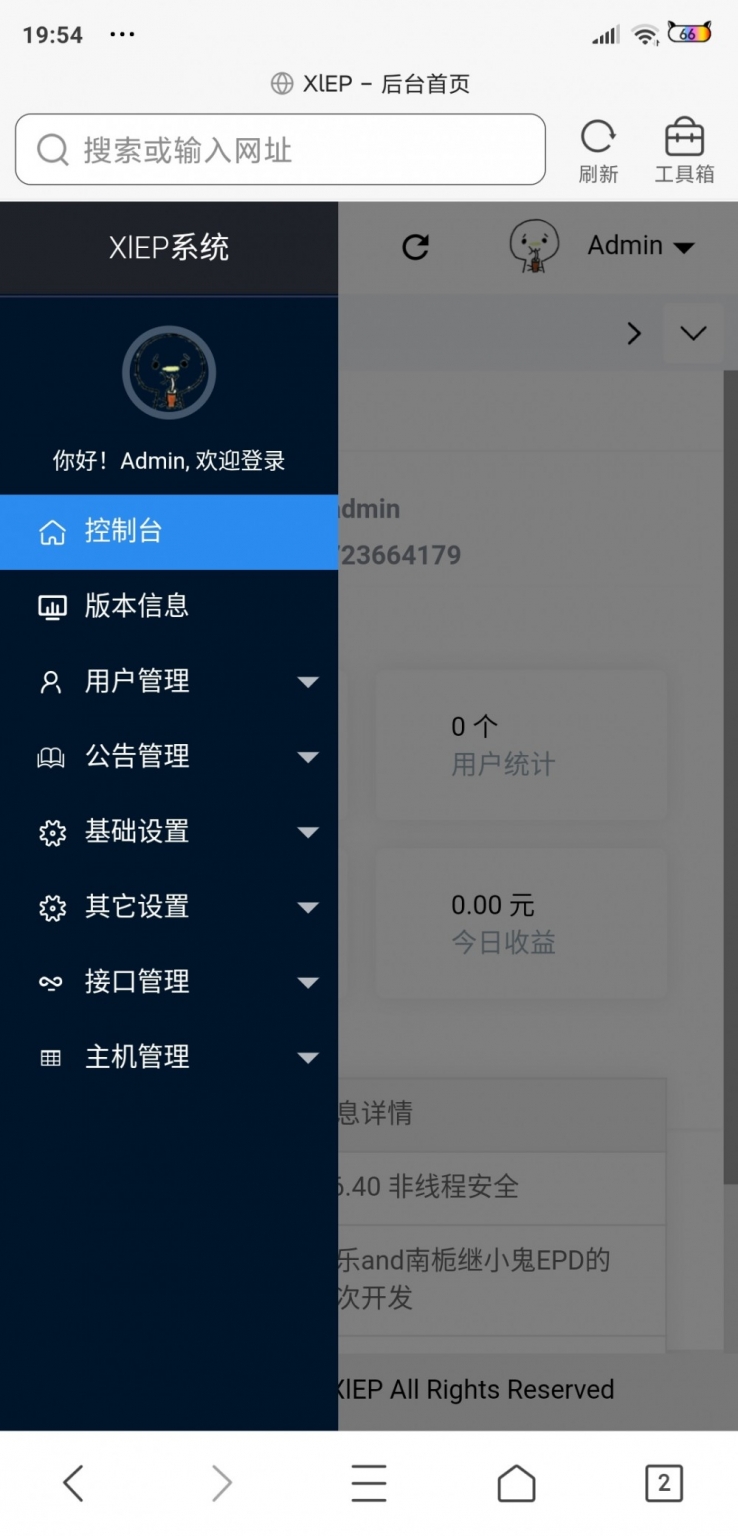 19:54 ... 66
XlEP - 后台首页
搜索或输入网址
刷新 工具箱
XlEP系统
Admin
你好！Admin, 欢迎登录
控制台
版本信息
用户管理
公告管理
基础设置
其它设置
接口管理
主机管理
dmin
23664179
0 个
用户统计
0.00 元
今日收益
息详情
6.40 非线程安全
乐and南栀继小鬼EPD的
次开发
XlEP All Rights Reserved
2